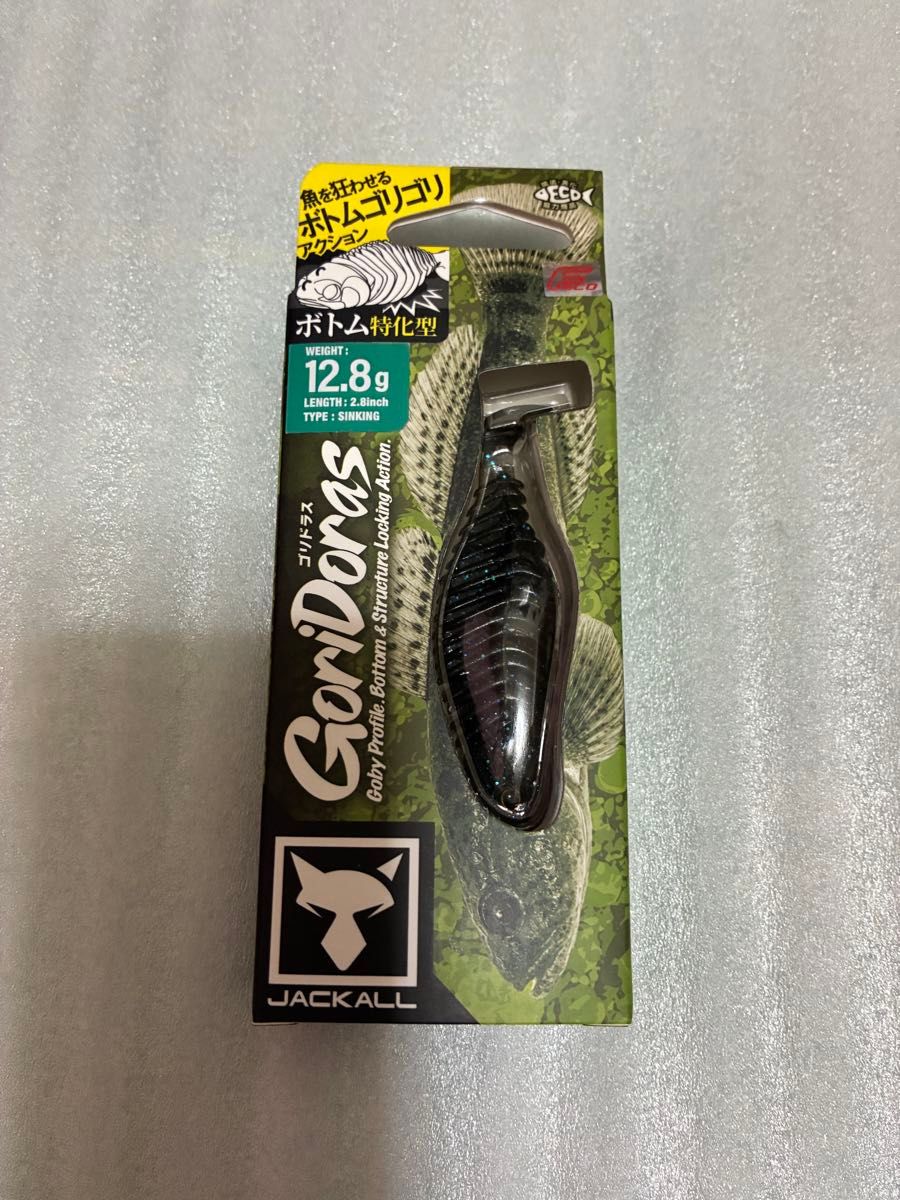 魚を狂わせる
ボトムゴリゴリ
アクション
ボトム特化型
ECO
WEIGHT :
12.8g
LENGTH : 2.8inch
TYPE : SINKING
ゴリドラス
GoriDoras
Goby Profile. Bottom & Structure Locking Action.
JACKALL